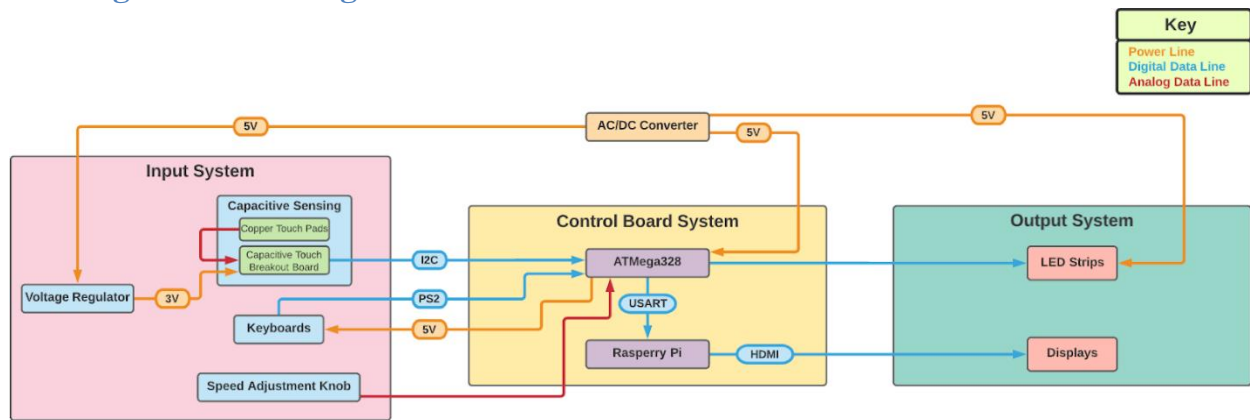 Key
Power Line
Digital Data Line
Analog Data Line
AC/DC Converter
5V
5V
5V
Input System
Capacitive Sensing
Copper Touch Pads
Capacitive Touch
Breakout Board
Voltage Regulator
3V
Keyboards
Speed Adjustment Knob
I2C
PS2
5V
Control Board System
ATMega328
USART
Rasperry Pi
HDMI
Output System
LED Strips
Displays